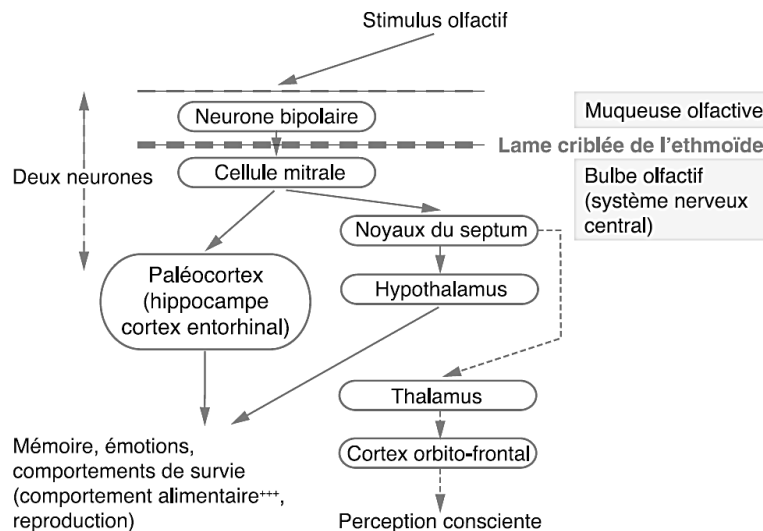 Stimulus olfactif
Neurone bipolaire
Muqueuse olfactive
Lame criblée de l'ethmoïde
Deux neurones
Cellule mitrale
Bulbe olfactif
(système nerveux
central)
Noyaux du septum
Paléocortex
(hippocampe
cortex entorhinal)
Hypothalamus
Thalamus
Mémoire, émotions,
comportements de survie
(comportement alimentaire+++,
reproduction)
Cortex orbito-frontal
Perception consciente